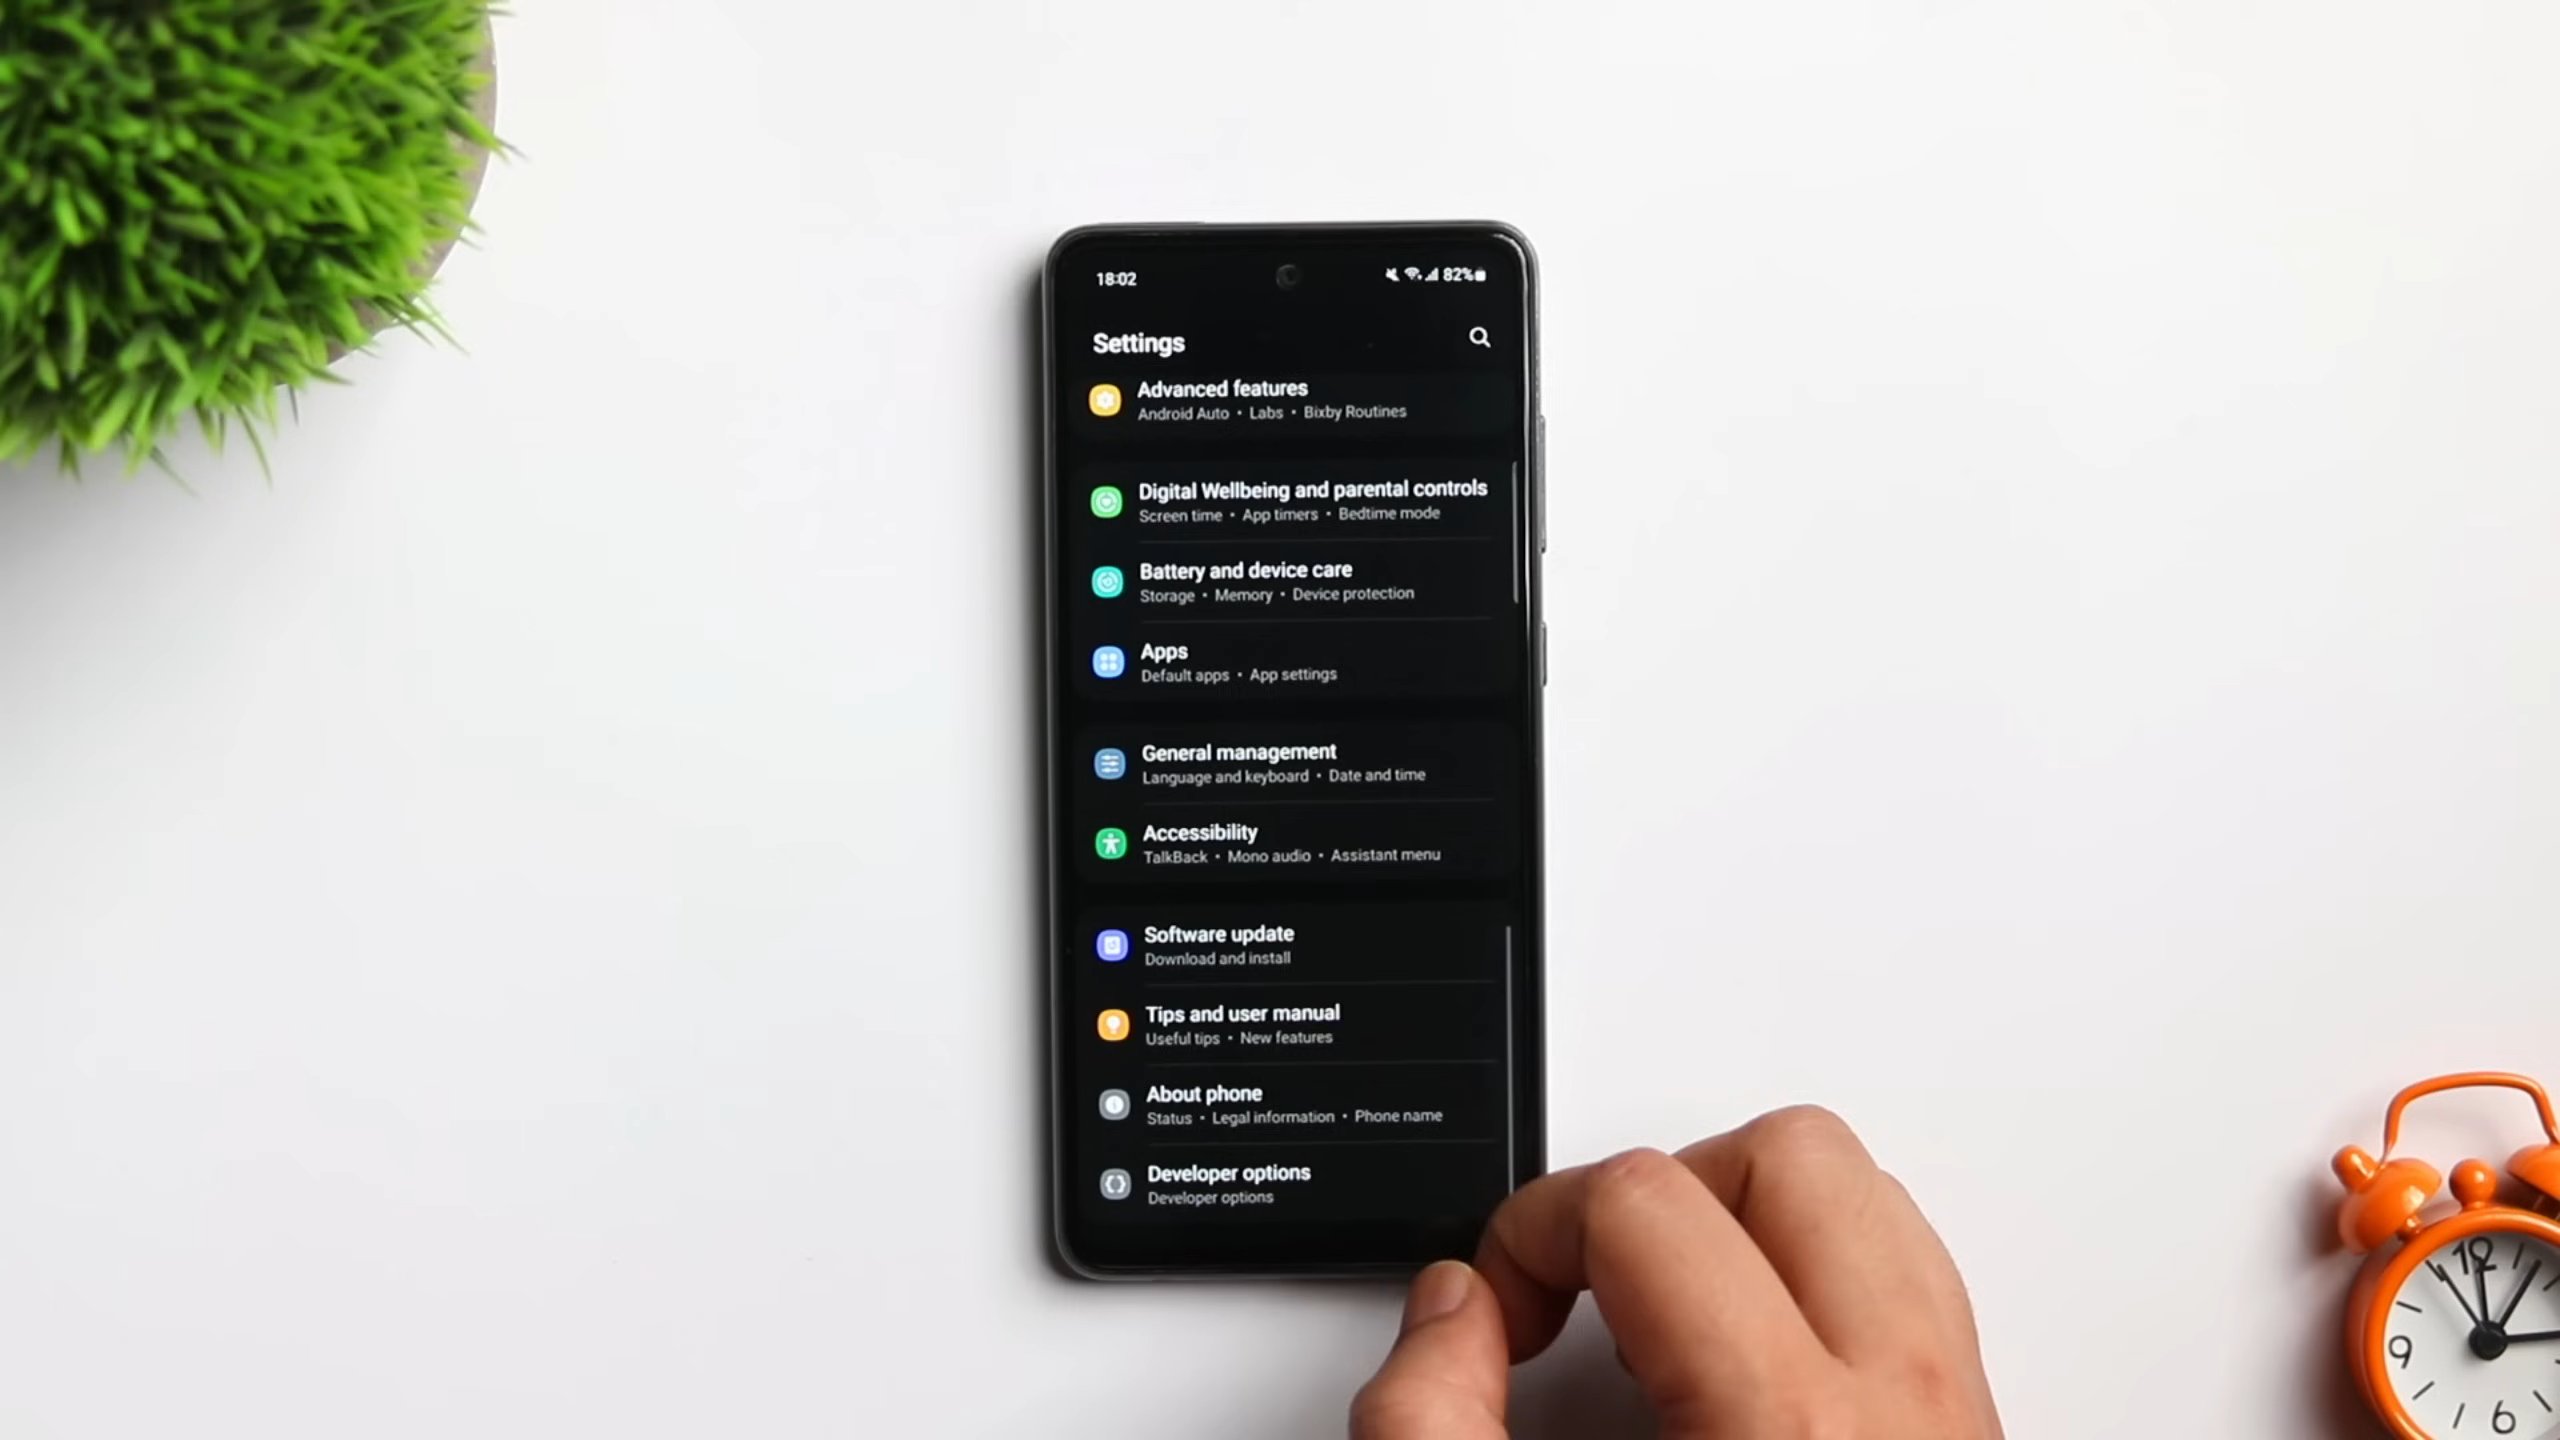 18:02
82%
Settings
Advanced features
Android Auto • Labs • Bixby Routines
Digital Wellbeing and parental controls
Screen time • App timers • Bedtime mode
Battery and device care
Storage • Memory • Device protection
Apps
Default apps • App settings
General management
Language and keyboard • Date and time
Accessibility
TalkBack • Mono audio • Assistant menu
Software update
Download and install
Tips and user manual
Useful tips • New features
About phone
Status • Legal information • Phone name
Developer options
Developer options
12
9
6